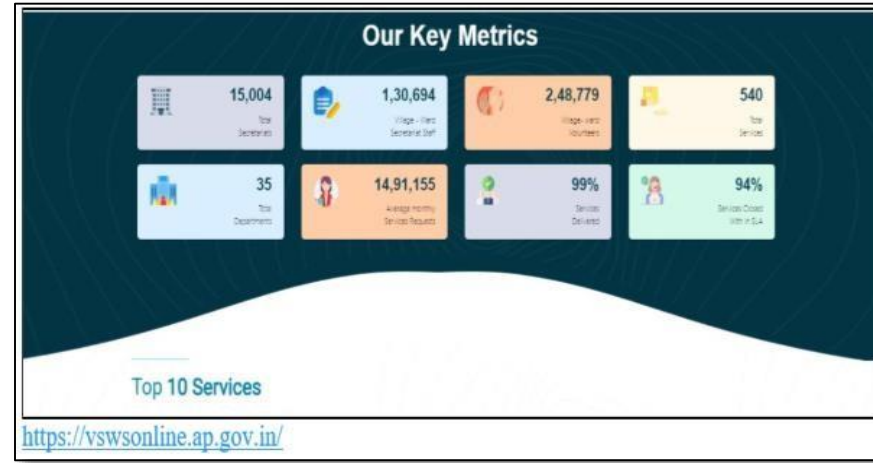 Our Key Metrics
15,004
Total
Secretariats
1,30,694
Village - Ward
Secretariat Staff
2,48,779
Village - Ward
Volunteers
540
Total
Services
35
Total
Departments
14,91,155
Average monthly
Services Requests
99%
Services
Delivered
94%
Services Closed
With in SLA
Top 10 Services
https://vswsonline.ap.gov.in/